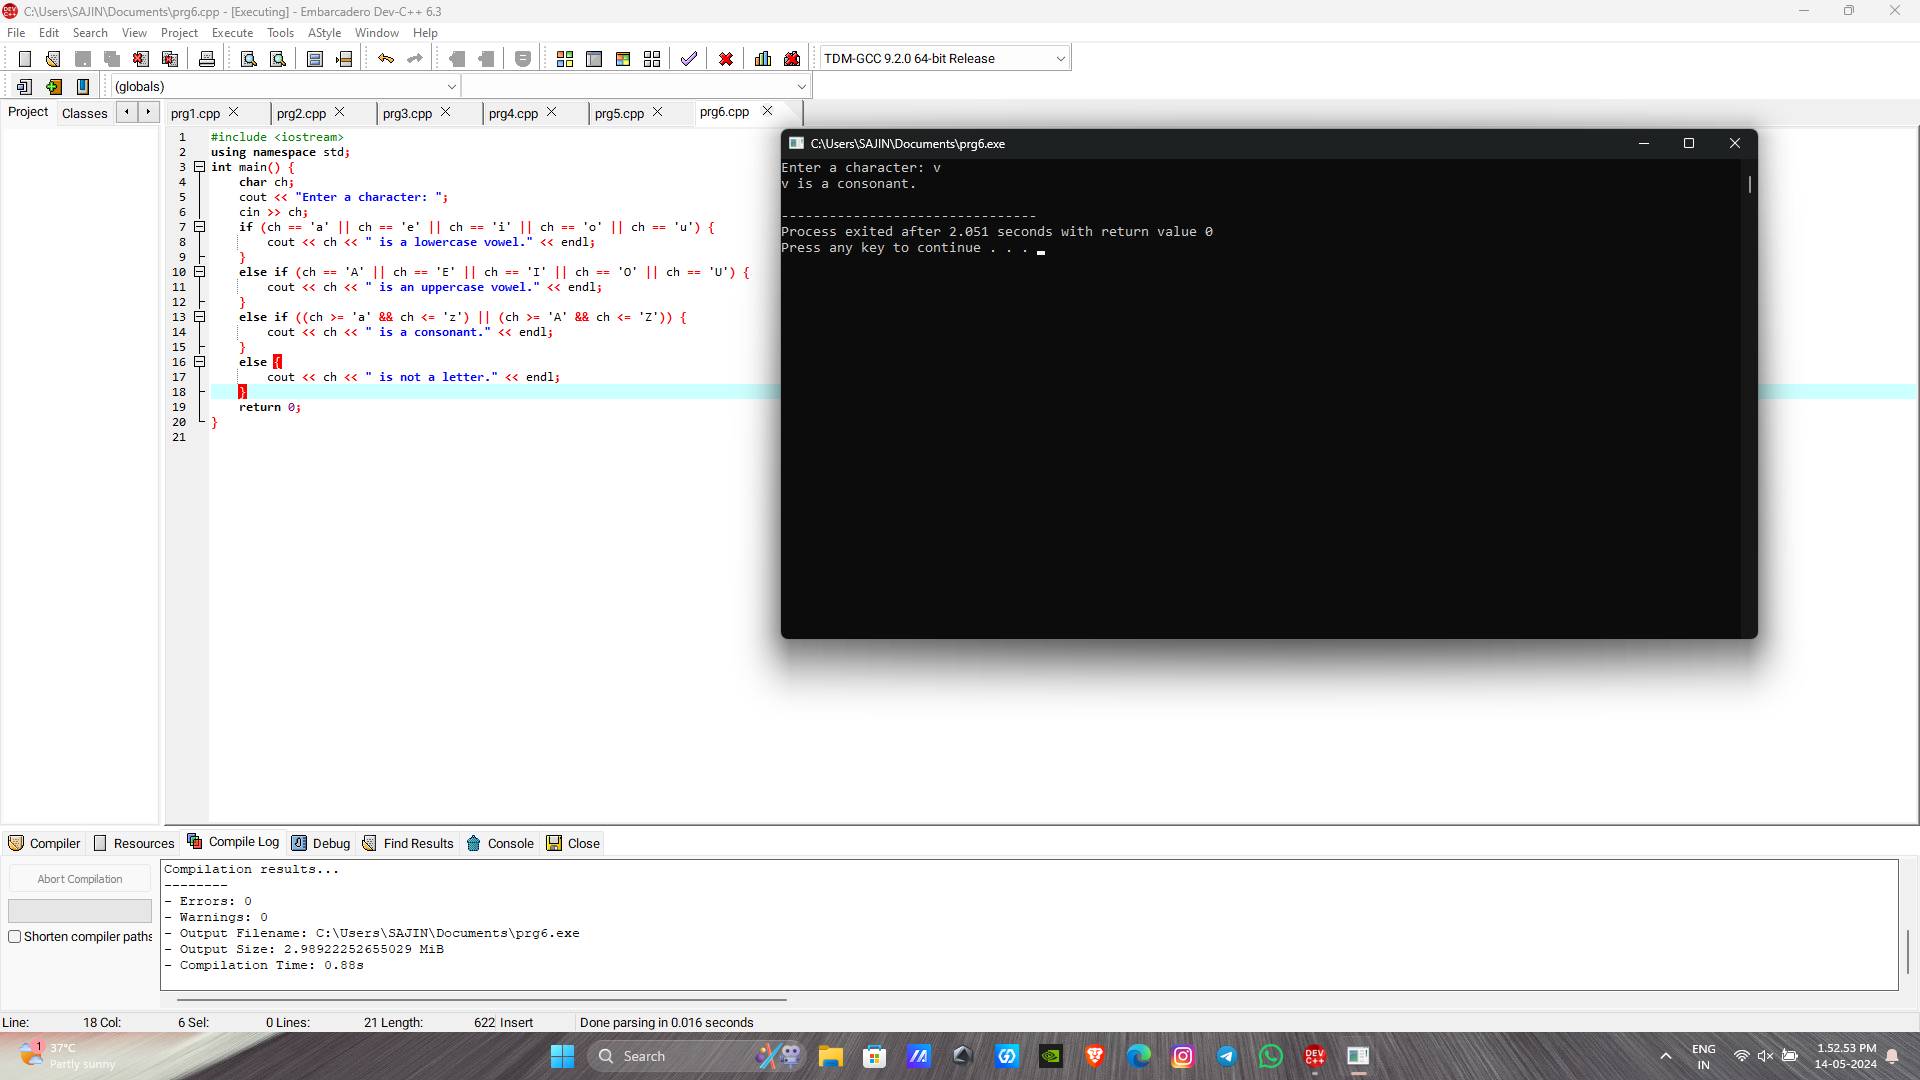 C:\Users\SAJIN\Documents\prg6.cpp - [Executing] - Embarcadero Dev-C++ 6.3
File Edit Search View Project Execute Tools AStyle Window Help
TDM-GCC 9.2.0 64-bit Release
(globals)
Project Classes
prg1.cpp prg2.cpp prg3.cpp prg4.cpp prg5.cpp prg6.cpp
1 #include <iostream>
2 using namespace std;
3 int main() {
4 char ch;
5 cout << "Enter a character: ";
6 cin >> ch;
7 if (ch == 'a' || ch == 'e' || ch == 'i' || ch == 'o' || ch == 'u') {
8 cout << ch << " is a lowercase vowel." << endl;
9 }
10 else if (ch == 'A' || ch == 'E' || ch == 'I' || ch == 'O' || ch == 'U') {
11 cout << ch << " is an uppercase vowel." << endl;
12 }
13 else if ((ch >= 'a' && ch <= 'z') || (ch >= 'A' && ch <= 'Z')) {
14 cout << ch << " is a consonant." << endl;
15 }
16 else {
17 cout << ch << " is not a letter." << endl;
18 }
19 return 0;
20 }
21
C:\Users\SAJIN\Documents\prg6.exe
Enter a character: v
v is a consonant.
--------------------------------
Process exited after 2.051 seconds with return value 0
Press any key to continue . . .
Compiler Resources Compile Log Debug Find Results Console Close
Abort Compilation
Shorten compiler paths
Compilation results...
--------
- Errors: 0
- Warnings: 0
- Output Filename: C:\Users\SAJIN\Documents\prg6.exe
- Output Size: 2.98922252655029 MiB
- Compilation Time: 0.88s
Line: 18 Col: 6 Sel: 0 Lines: 21 Length: 622 Insert Done parsing in 0.016 seconds
1
37°C
Partly sunny
Search
DEV
C++
ENG
IN
1.52.53 PM
14-05-2024